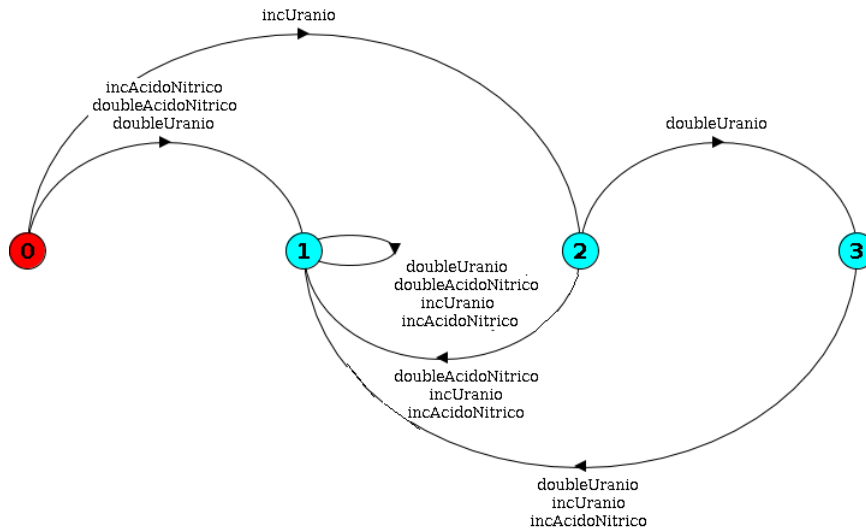 incUranio
incAcidoNitrico
doubleAcidoNitrico
doubleUranio
doubleUranio
0
1
2
3
doubleUranio
doubleAcidoNitrico
incUranio
incAcidoNitrico
doubleAcidoNitrico
incUranio
incAcidoNitrico
doubleUranio
incUranio
incAcidoNitrico